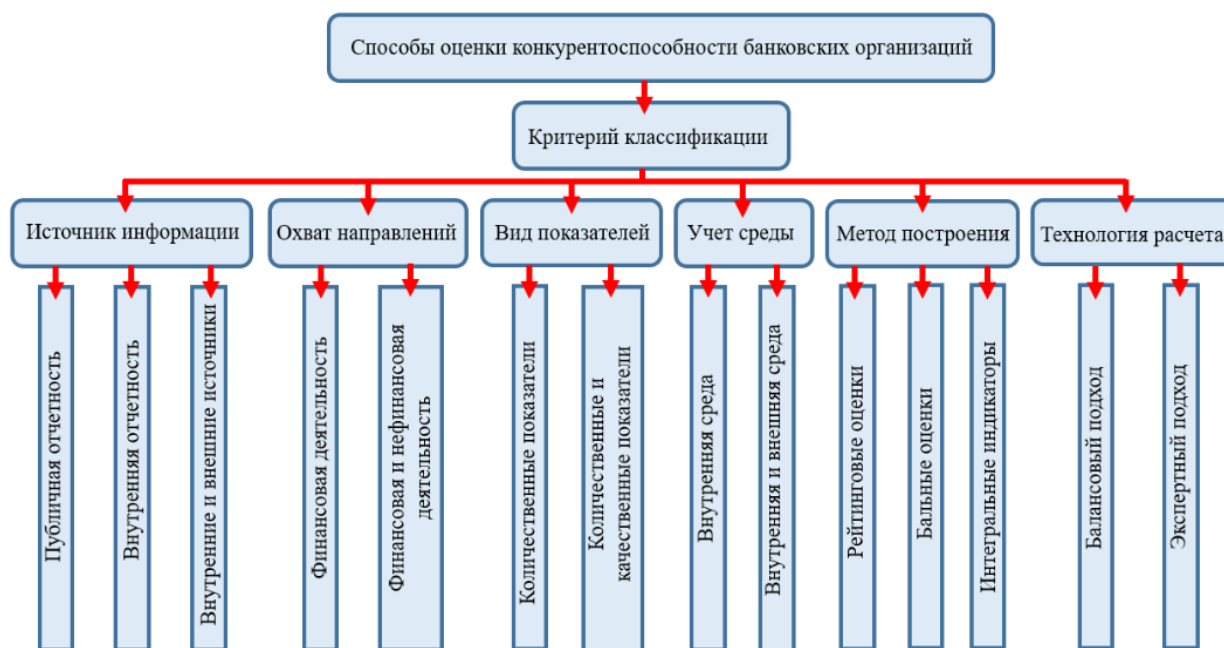 Способы оценки конкурентоспособности банковских организаций
Критерий классификации
Источник информации
Охват направлений
Вид показателей
Учет среды
Метод построения
Технология расчета
Публичная отчетность
Внутренняя отчетность
Внутренние и внешние источники
Финансовая деятельность
Финансовая и нефинансовая
деятельность
Количественные показатели
Количественные и
качественные показатели
Внутренняя среда
Внутренняя и внешняя среда
Рейтинговые оценки
Бальные оценки
Интегральные индикаторы
Балансовый подход
Экспертный подход